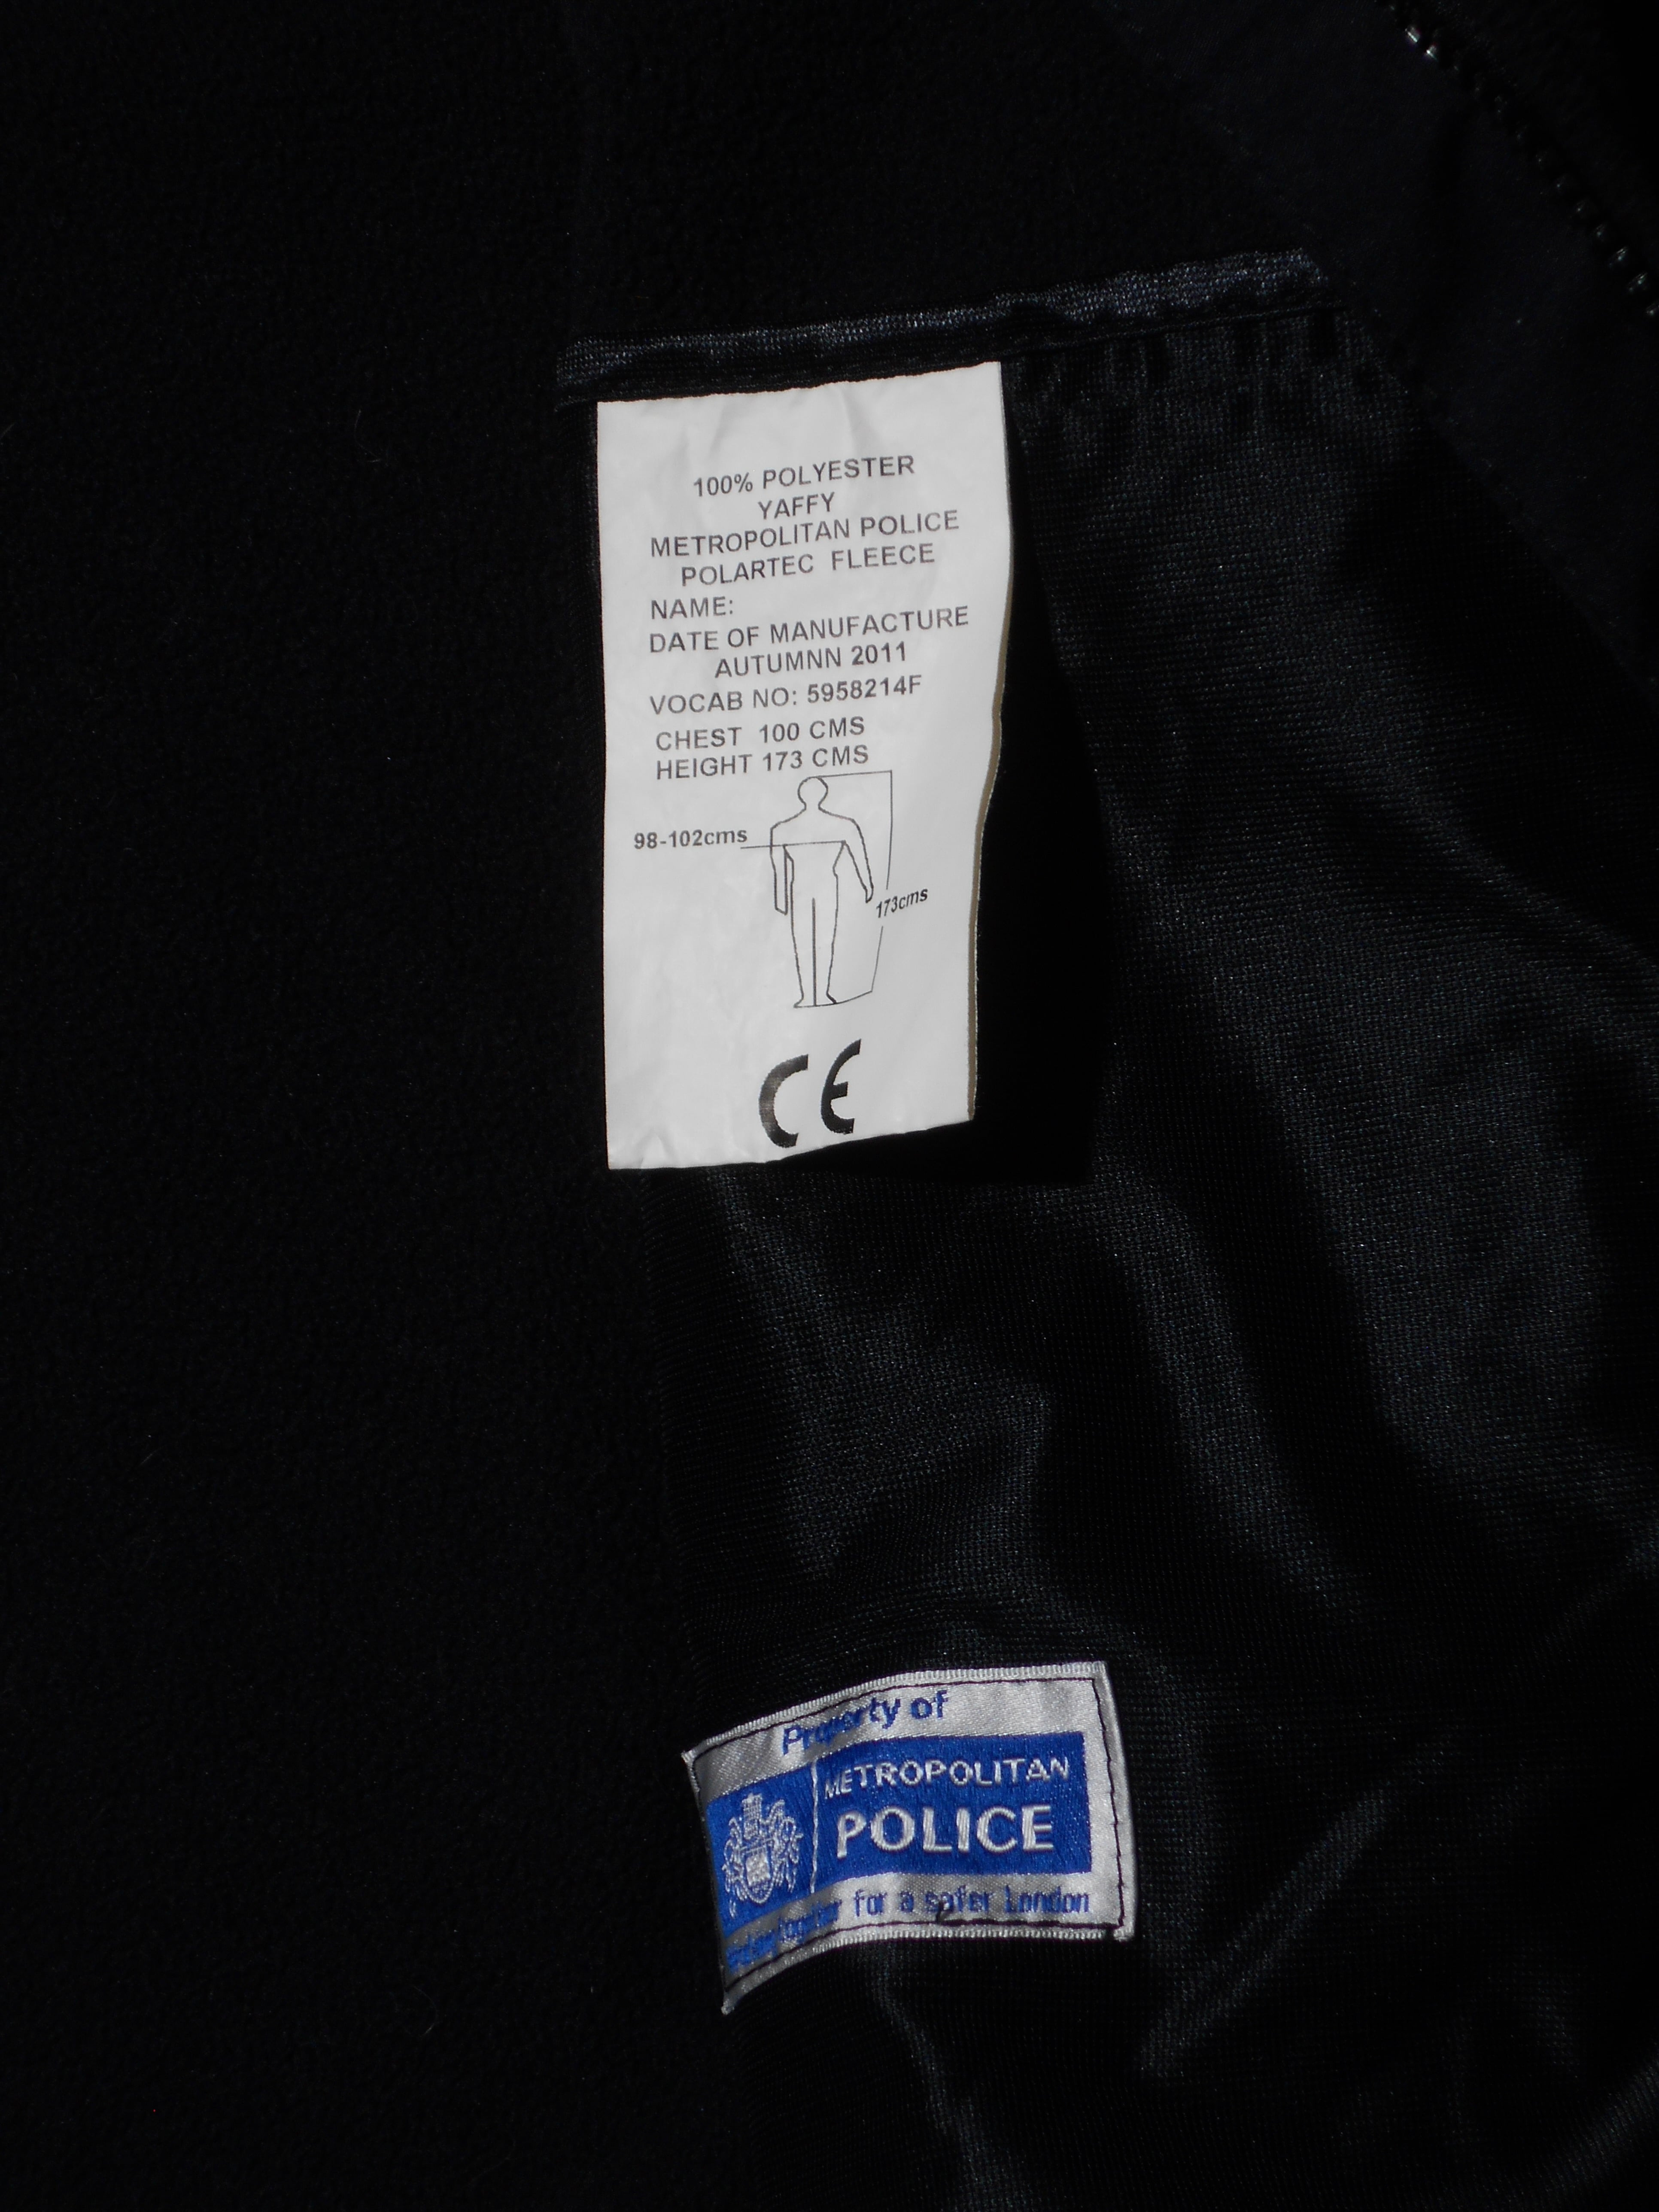 100% POLYESTER
YAFFY
METROPOLITAN POLICE
POLARTEC FLEECE
NAME:
DATE OF MANUFACTURE
AUTUMNN 2011
VOCAB NO: 5958214F
CHEST 100 CMS
HEIGHT 173 CMS
98-102cms
173cms
CE
Property of
METROPOLITAN
POLICE
together for a safer London